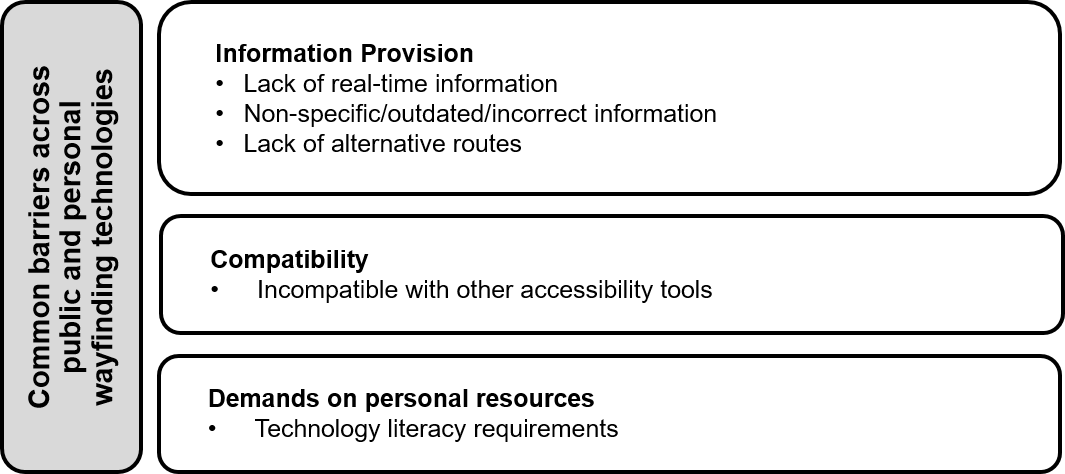 Common barriers across
public and personal
wayfinding technologies
Information Provision
• Lack of real-time information
• Non-specific/outdated/incorrect information
• Lack of alternative routes
Compatibility
• Incompatible with other accessibility tools
Demands on personal resources
• Technology literacy requirements